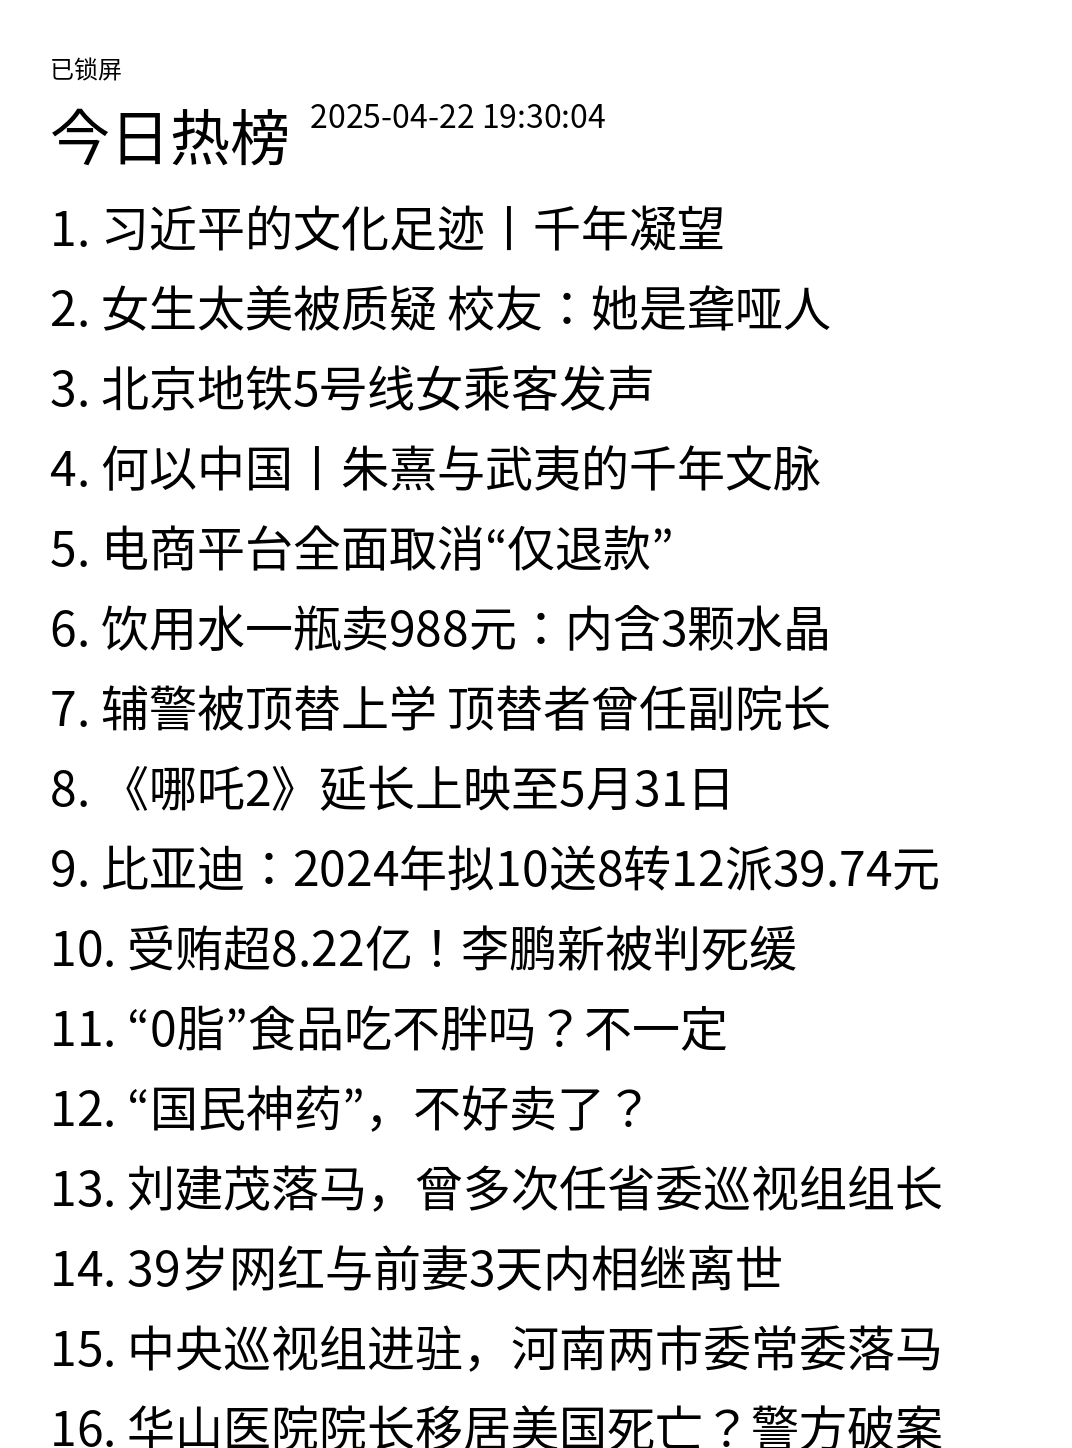 已锁屏
今日热榜 2025-04-22 19:30:04
1. 习近平的文化足迹丨千年凝望
2. 女生太美被质疑 校友：她是聋哑人
3. 北京地铁5号线女乘客发声
4. 何以中国丨朱熹与武夷的千年文脉
5. 电商平台全面取消“仅退款”
6. 饮用水一瓶卖988元：内含3颗水晶
7. 辅警被顶替上学 顶替者曾任副院长
8. 《哪吒2》延长上映至5月31日
9. 比亚迪：2024年拟10送8转12派39.74元
10. 受贿超8.22亿！李鹏新被判死缓
11. “0脂”食品吃不胖吗？不一定
12. “国民神药”，不好卖了？
13. 刘建茂落马，曾多次任省委巡视组组长
14. 39岁网红与前妻3天内相继离世
15. 中央巡视组进驻，河南两市委常委落马
16. 华山医院院长移居美国死亡？警方破案